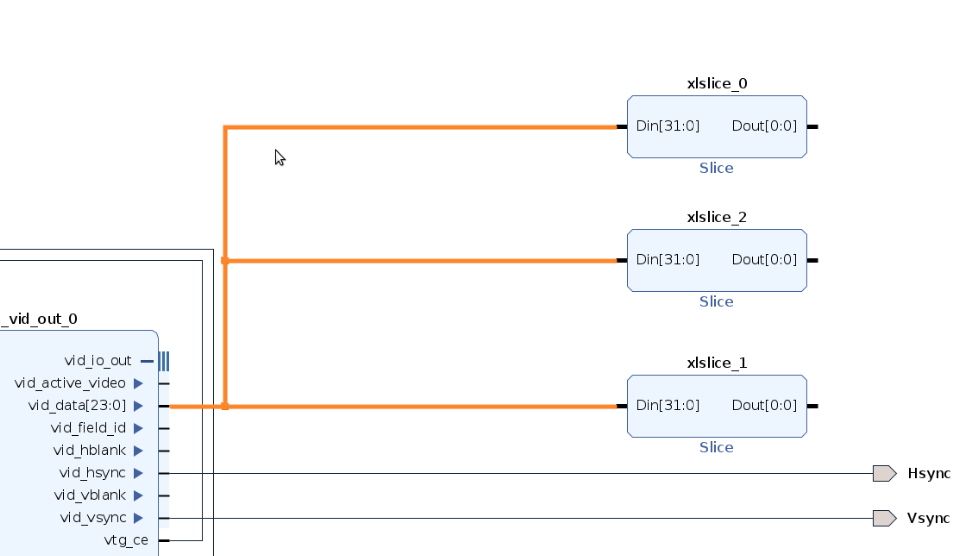 xlslice_0
Din[31:0] Dout[0:0]
Slice
xlslice_2
Din[31:0] Dout[0:0]
Slice
_vid_out_0
vid_io_out
vid_active_video
vid_data[23:0]
vid_field_id
vid_hblank
vid_hsync
vid_vblank
vid_vsync
vtg_ce
xlslice_1
Din[31:0] Dout[0:0]
Slice
Hsync
Vsync